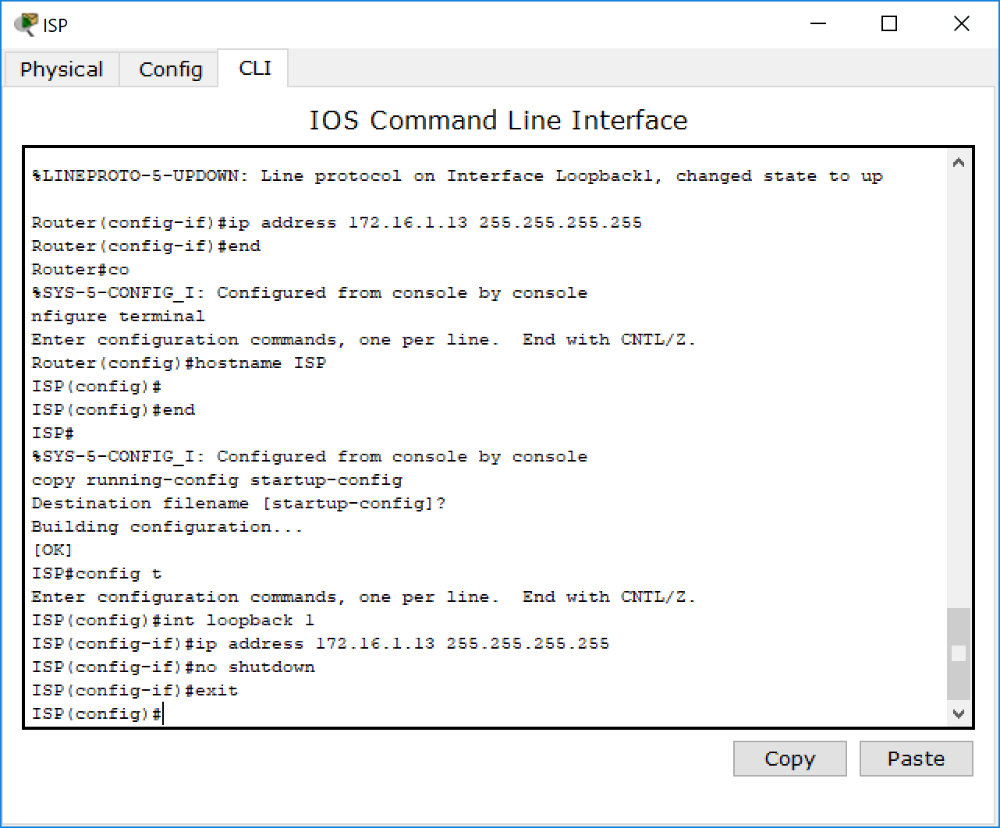 ISP
Physical
Config
CLI
IOS Command Line Interface
%LINEPROTO-5-UPDOWN: Line protocol on Interface Loopback1, changed state to up
Router(config-if)#ip address 172.16.1.13 255.255.255.255
Router(config-if)#end
Router#co
%SYS-5-CONFIG_I: Configured from console by console
nfigure terminal
Enter configuration commands, one per line.  End with CNTL/Z.
Router(config)#hostname ISP
ISP(config)#
ISP(config)#end
ISP#
%SYS-5-CONFIG_I: Configured from console by console
copy running-config startup-config
Destination filename [startup-config]?
Building configuration...
[OK]
ISP#config t
Enter configuration commands, one per line.  End with CNTL/Z.
ISP(config)#int loopback 1
ISP(config-if)#ip address 172.16.1.13 255.255.255.255
ISP(config-if)#no shutdown
ISP(config-if)#exit
ISP(config)#
Copy
Paste